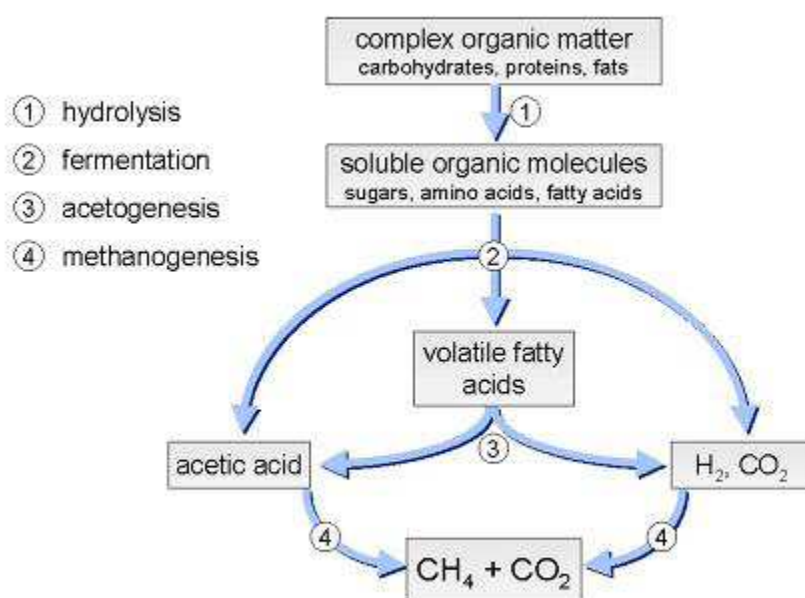 complex organic matter
carbohydrates, proteins, fats
① hydrolysis
② fermentation
③ acetogenesis
④ methanogenesis
①
soluble organic molecules
sugars, amino acids, fatty acids
②
volatile fatty
acids
③
acetic acid
H₂, CO₂
④
④
CH₄ + CO₂